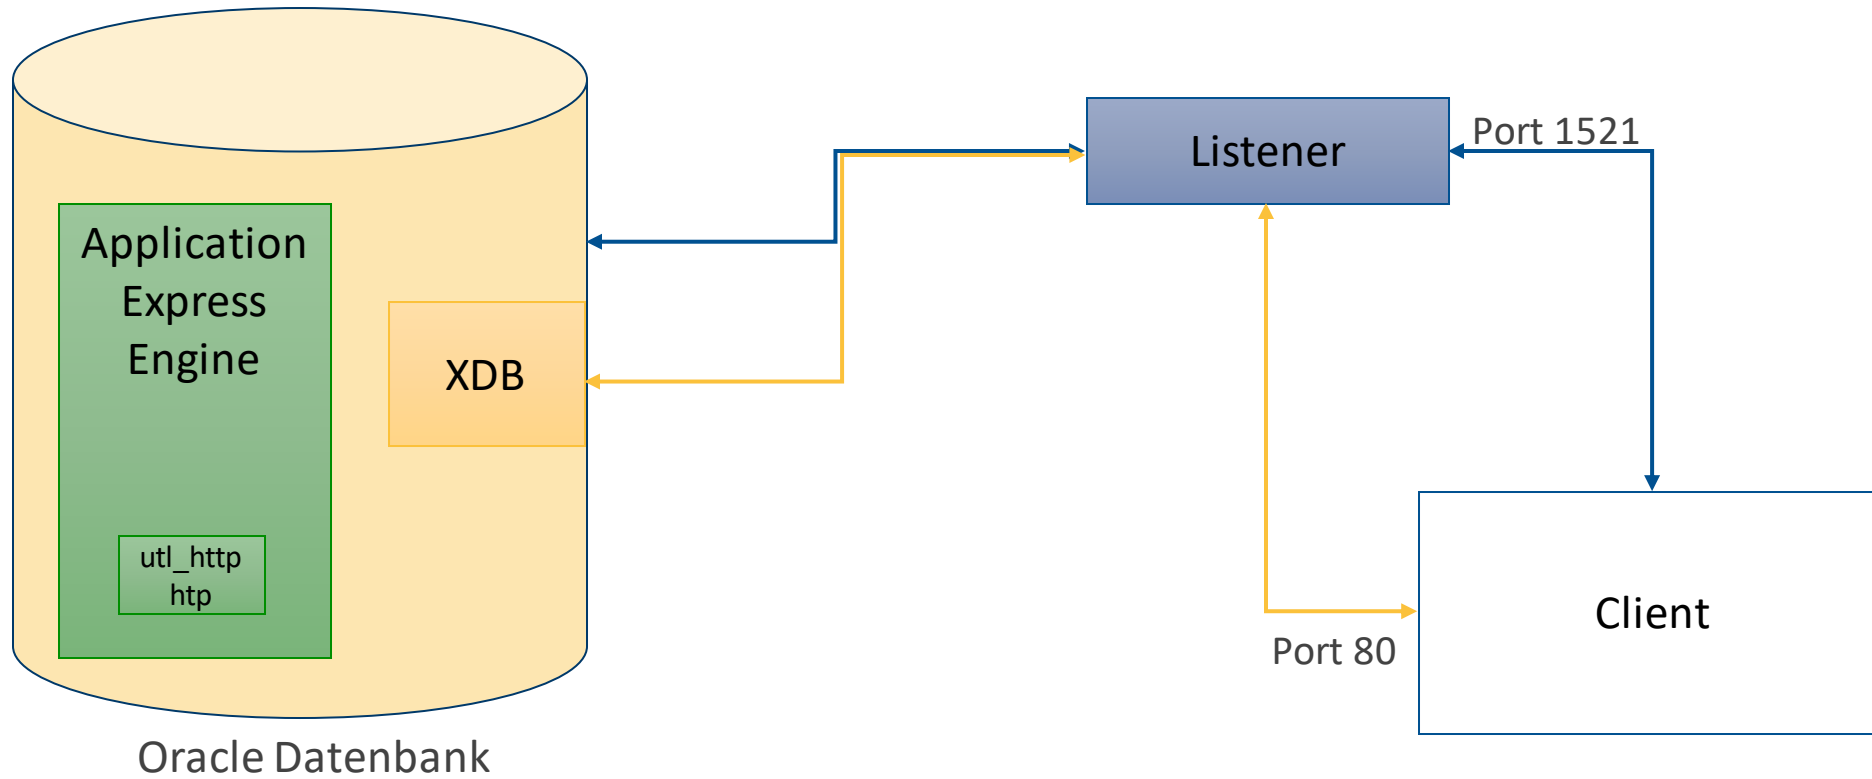 Application
Express
Engine
utl_http
htp
XDB
Oracle Datenbank
Listener
Port 1521
Port 80
Client